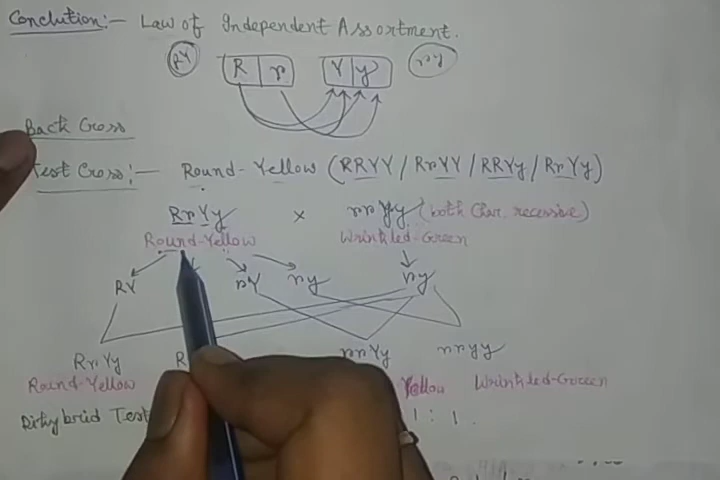 Conclution:- Law of Independent Assortment.
RY R r Y y ry
Back Cross
Test Cross:- Round-Yellow (RRYY / RrYY / RRYy / RrYy)
RrYy × rryy (both Char. recessive)
Round-Yellow Wrinkled-Green
RY rY ry ry
RrYy R rrYy rryy
Round-Yellow Yellow Wrinkled-Green
Dihybrid Test 1 : 1.